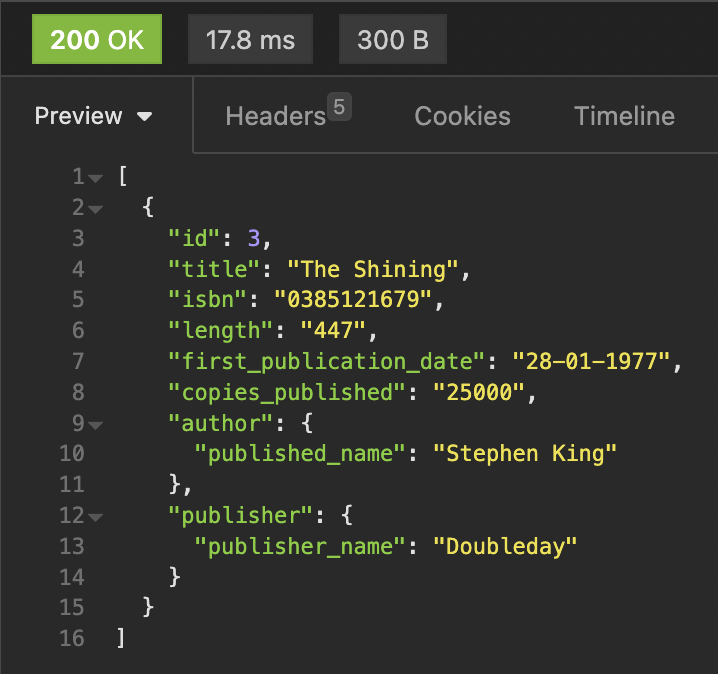 200 OK 17.8 ms 300 B
Preview Headers 5 Cookies Timeline
1 [
2 {
3 "id": 3,
4 "title": "The Shining",
5 "isbn": "0385121679",
6 "length": "447",
7 "first_publication_date": "28-01-1977",
8 "copies_published": "25000",
9 "author": {
10 "published_name": "Stephen King"
11 },
12 "publisher": {
13 "publisher_name": "Doubleday"
14 }
15 }
16 ]